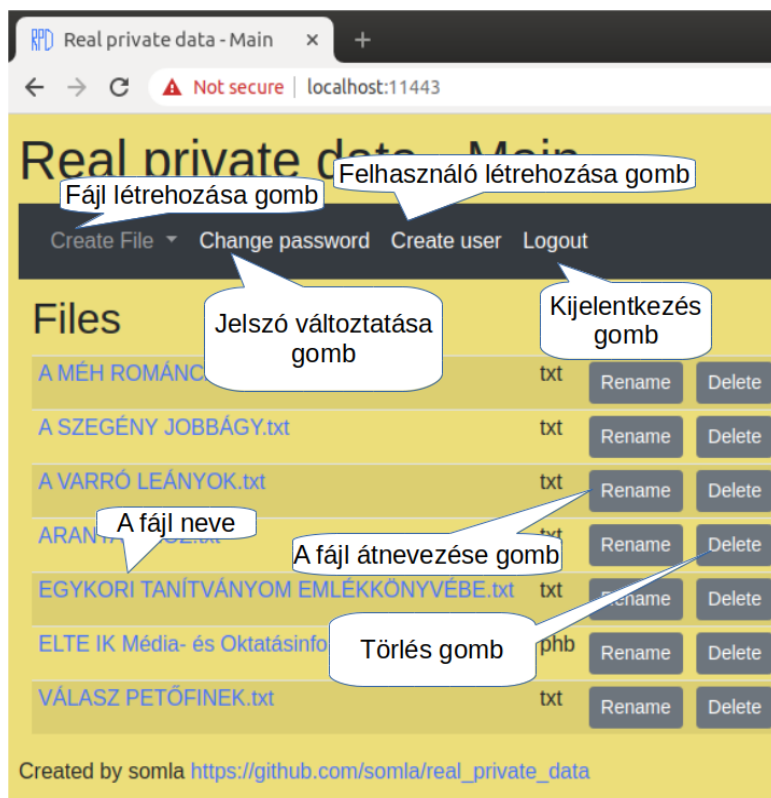 RPD Real private data - Main × +
Not secure | localhost:11443
Real private data - Main
Felhasználó létrehozása gomb
Fájl létrehozása gomb
Create File Change password Create user Logout
Files
Jelszó változtatása
gomb
Kijelentkezés
gomb
A MÉH ROMÁNC txt Rename Delete
A SZEGÉNY JOBBÁGY.txt txt Rename Delete
A VARRÓ LEÁNYOK.txt txt Rename Delete
A fájl neve
txt Rename Delete
A fájl átnevezése gomb
EGYKORI TANÍTVÁNYOM EMLÉKKÖNYVÉBE.txt txt Rename Delete
Törlés gomb
ELTE IK Média- és Oktatásinfo phb Rename Delete
VÁLASZ PETŐFINEK.txt txt Rename Delete
Created by somla https://github.com/somla/real_private_data